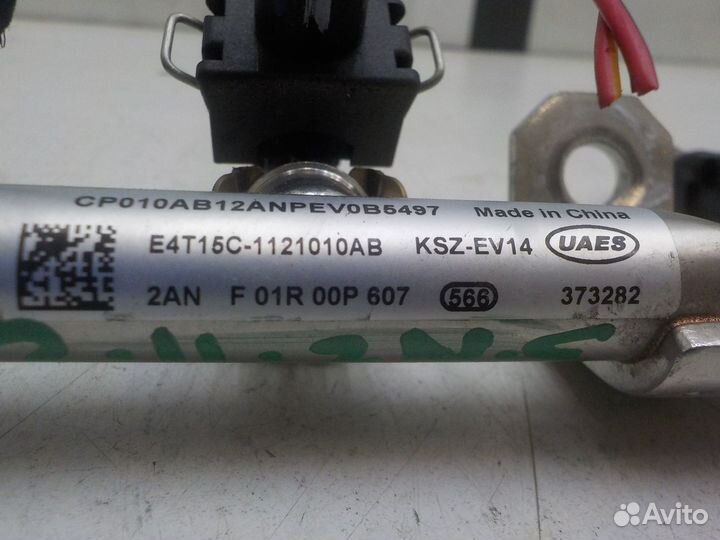 CP010AB12ANPEV0B5497 Made in China
E4T15C-1121010AB KSZ-EV14 UAES
2AN F 01R 00P 607 566 373282
Avito